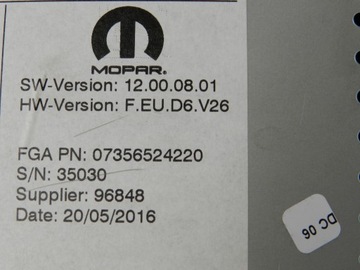 MOPAR®
SW-Version: 12.00.08.01
HW-Version: F.EU.D6.V26
FGA PN: 07356524220
S/N: 35030
Supplier: 96848
Date: 20/05/2016
DC 06